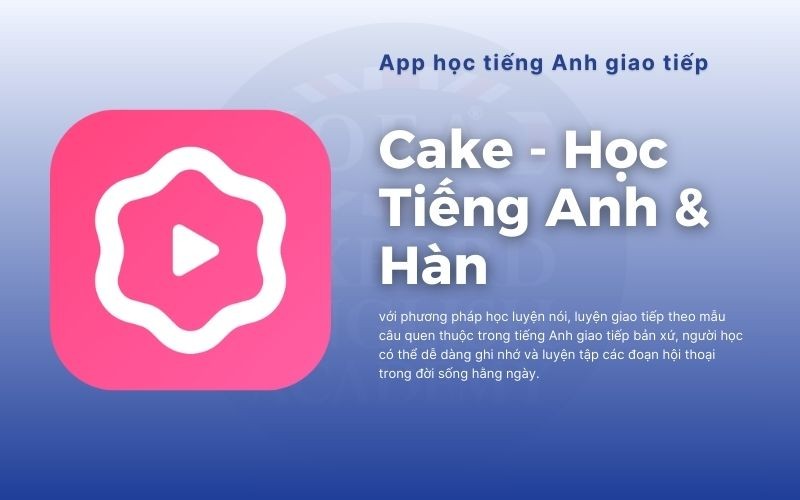 App học tiếng Anh giao tiếp
Cake - Học
Tiếng Anh &
Hàn
với phương pháp học luyện nói, luyện giao tiếp theo mẫu
câu quen thuộc trong tiếng Anh giao tiếp bản xứ, người học
có thể dễ dàng ghi nhớ và luyện tập các đoạn hội thoại
trong đời sống hằng ngày.